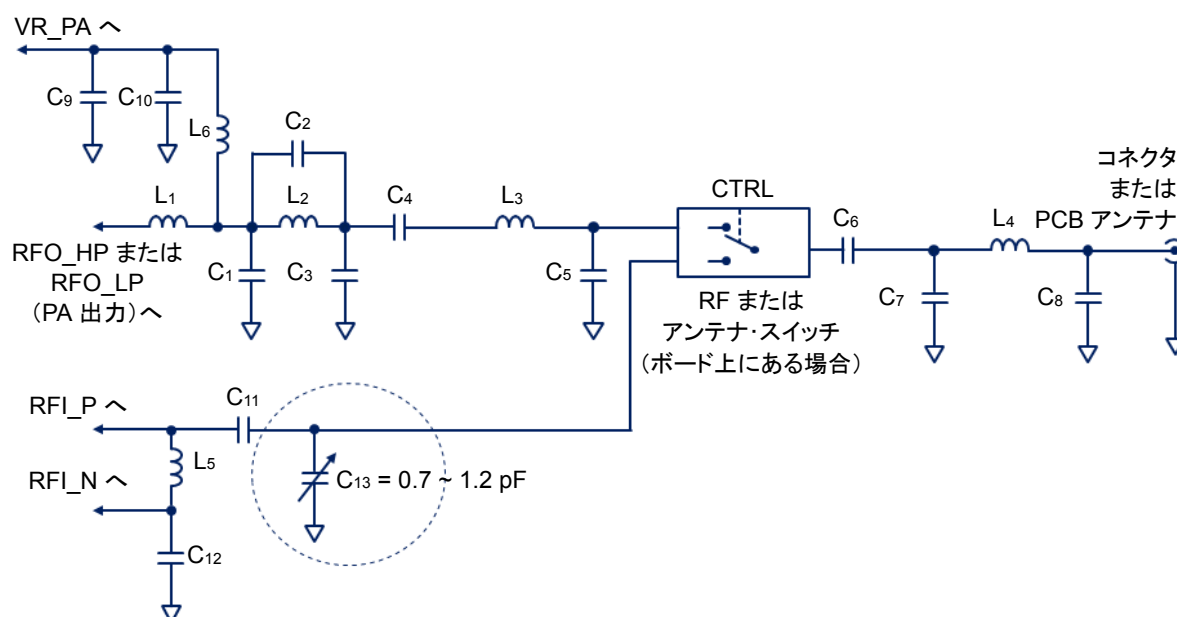 VR_PA へ
C9
C10
L6
C2
L1
L2
C4
L3
CTRL
C6
L4
コネクタ
または
PCB アンテナ
RFO_HP または
RFO_LP
（PA 出力）へ
C1
C3
C5
RF または
アンテナ・スイッチ
（ボード上にある場合）
C7
C8
RFI_P へ
C11
L5
RFI_N へ
C13 = 0.7 ~ 1.2 pF
C12